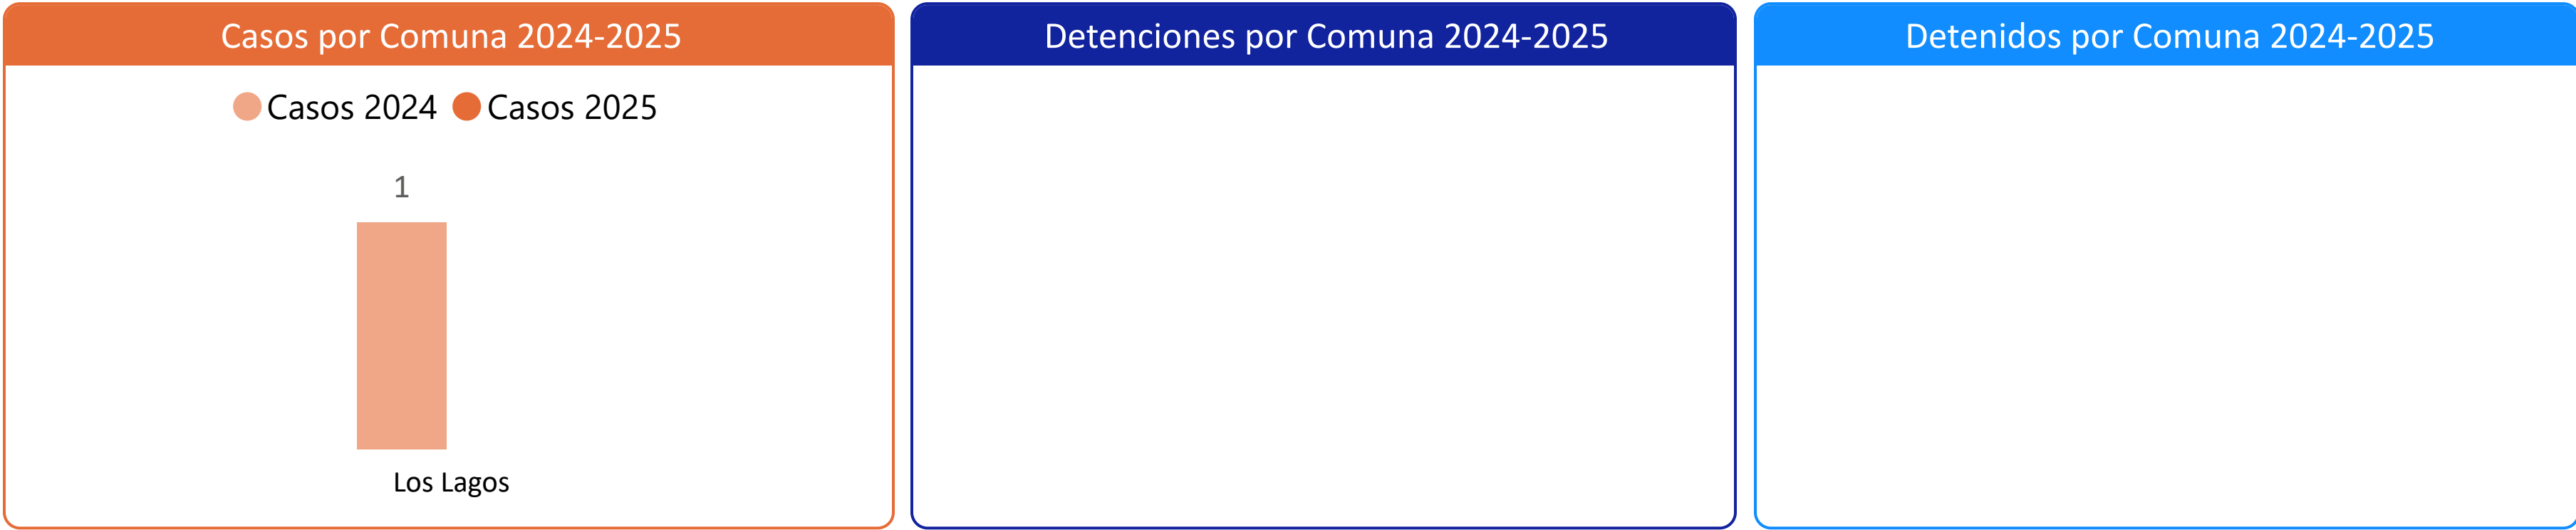 Casos por Comuna 2024-2025
Casos 2024 Casos 2025
1
Los Lagos
Detenciones por Comuna 2024-2025
Detenidos por Comuna 2024-2025